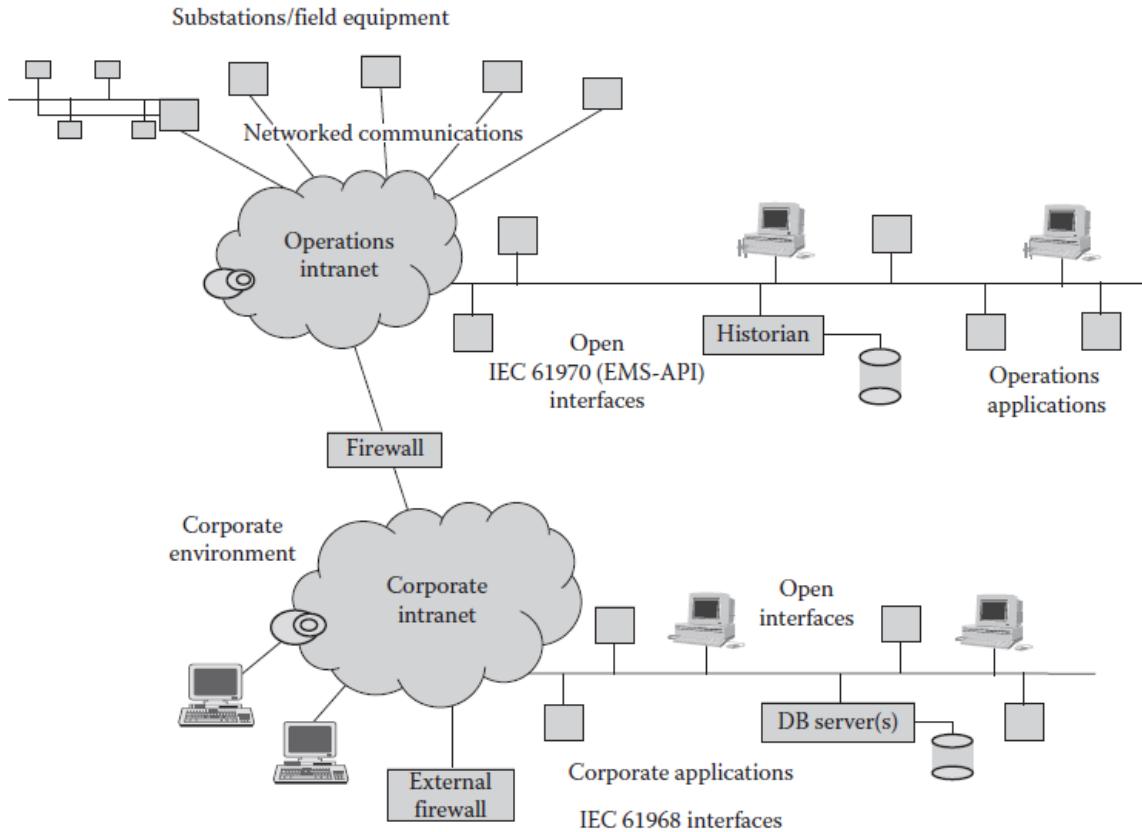 Substations/field equipment
Networked communications
Operations
intranet
Historian
Open
IEC 61970 (EMS-API)
interfaces
Operations
applications
Firewall
Corporate
environment
Corporate
intranet
Open
interfaces
DB server(s)
External
firewall
Corporate applications
IEC 61968 interfaces